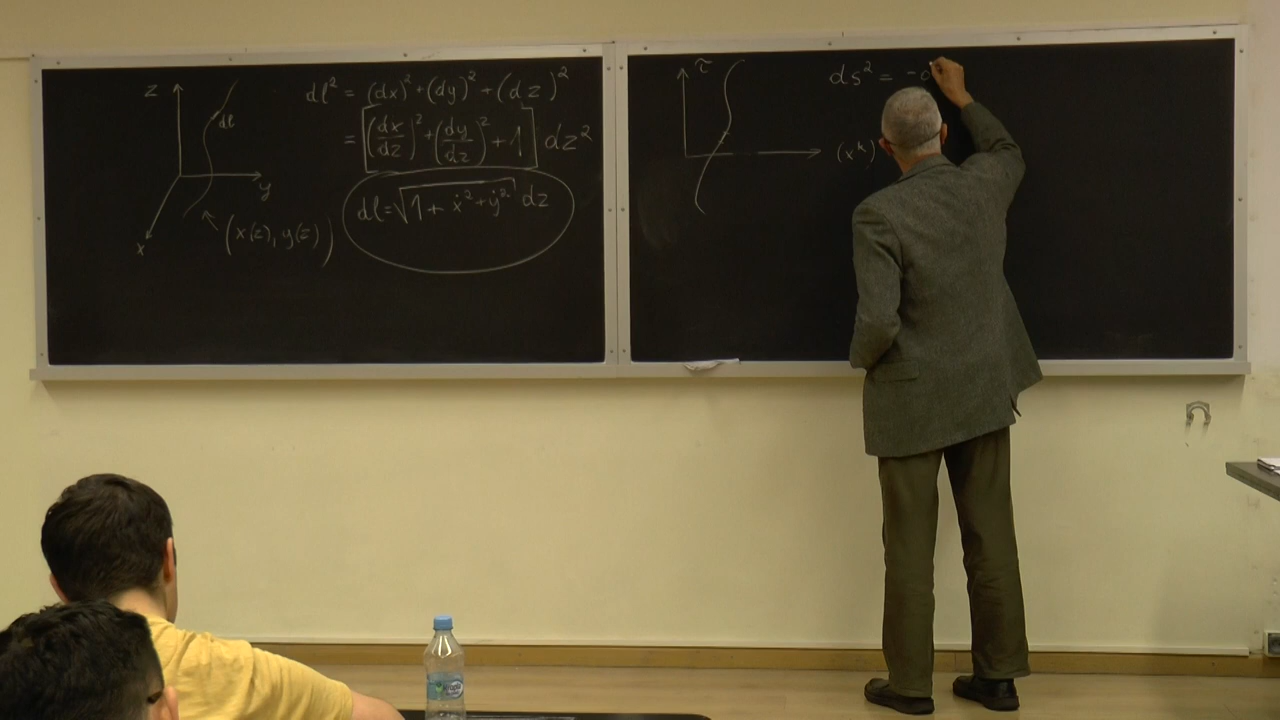 z
dl
y
x
(x(z), y(z))
dl² = (dx)² + (dy)² + (dz)²
= [(dx/dz)² + (dy/dz)² + 1] dz²
dl = √(1 + ẋ² + ẏ²) dz
τ
(xᵏ)
ds² = -